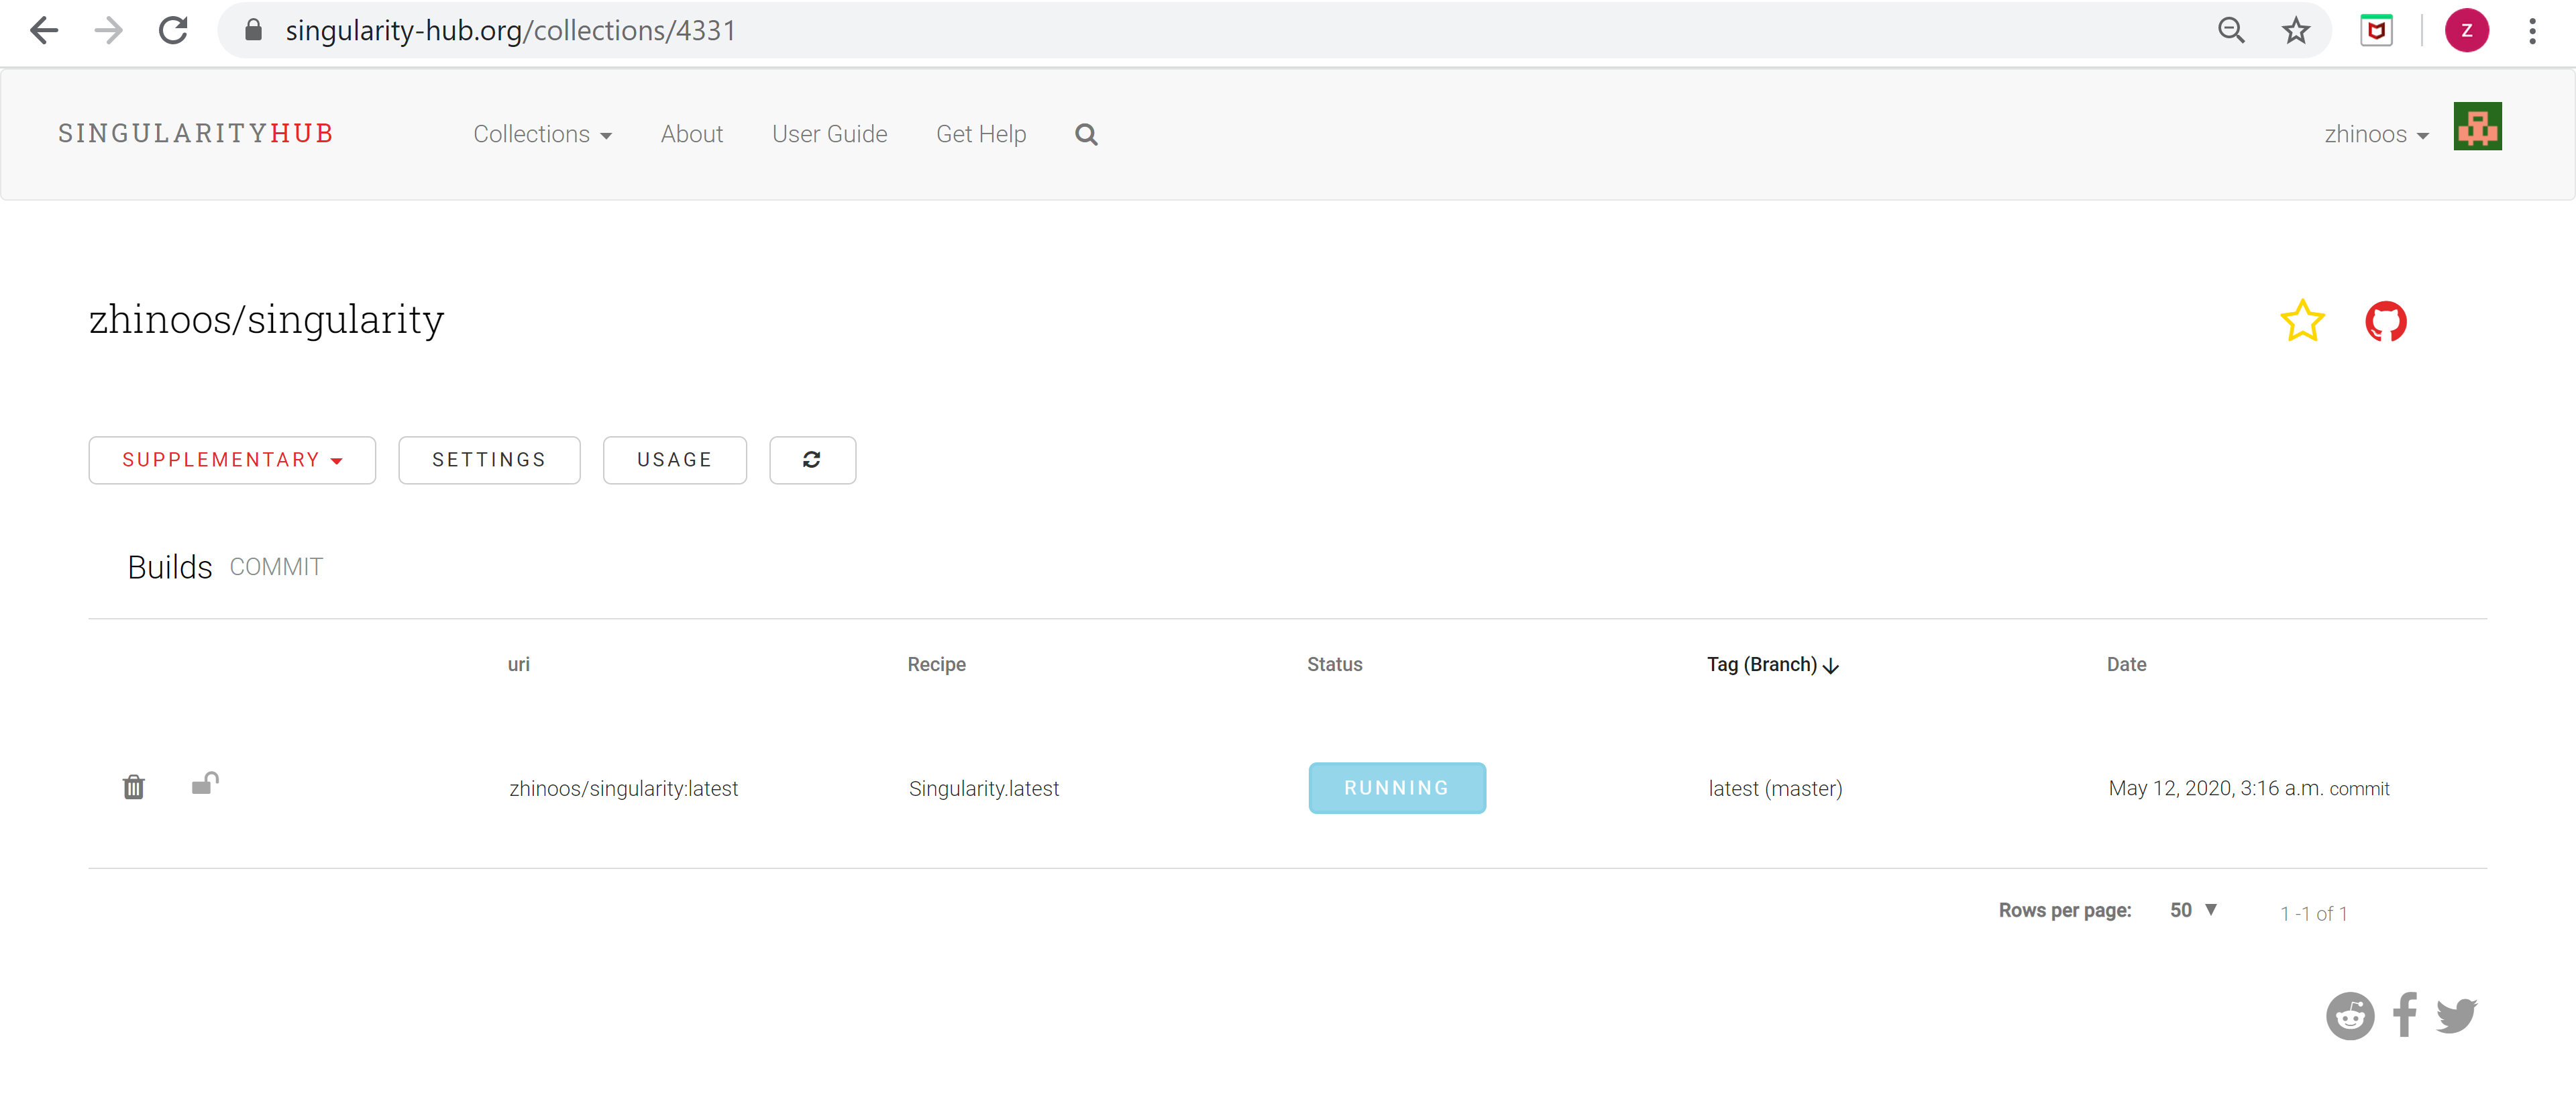 singularity-hub.org/collections/4331
Z
SINGULARITYHUB Collections About User Guide Get Help zhinoos
zhinoos/singularity
SUPPLEMENTARY SETTINGS USAGE
Builds COMMIT
uri Recipe Status Tag (Branch) Date
zhinoos/singularity:latest Singularity.latest RUNNING latest (master) May 12, 2020, 3:16 a.m. commit
Rows per page: 50 1 -1 of 1